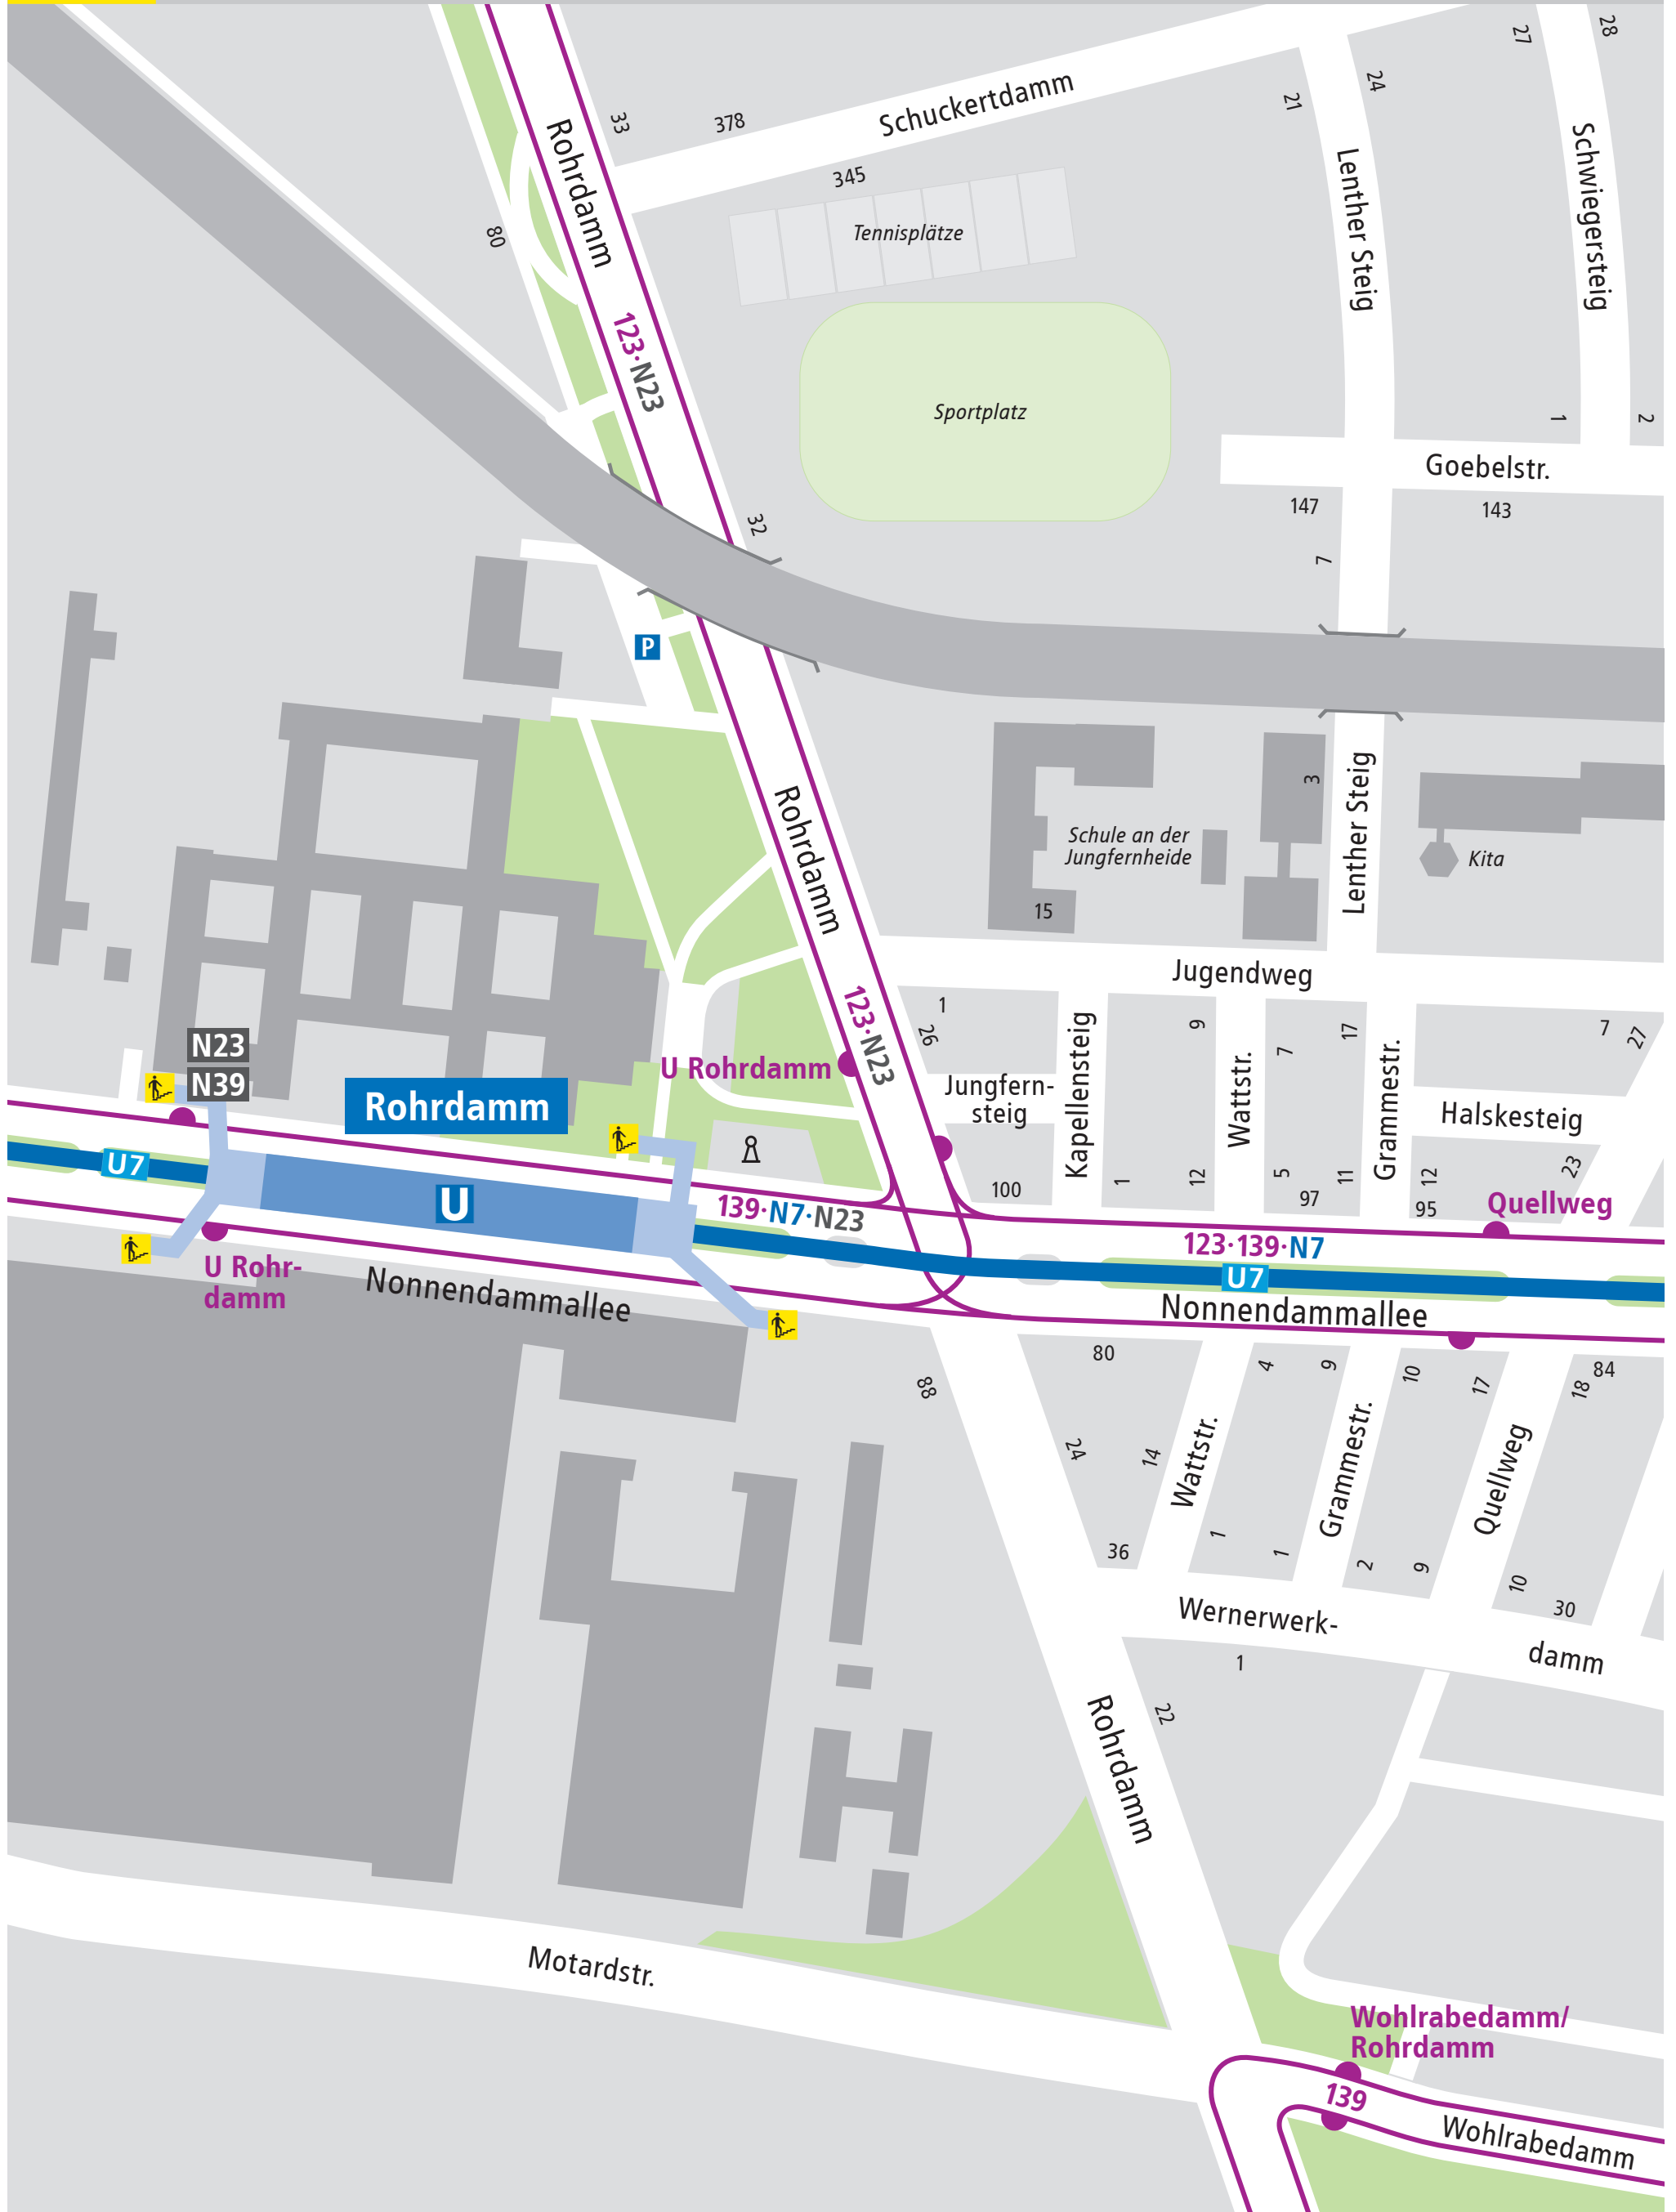 27
28
33
378
Schuckertdamm
21
24
Rohrdamm
345
Lenther Steig
Schwiegersteig
80
Tennisplätze
123·N23
Sportplatz
1
2
Goebelstr.
147
143
32
7
P
3
Lenther Steig
Rohrdamm
Schule an der
Jungfernheide
Kita
15
Jugendweg
123·N23
1
26
9
7
17
7
27
N23
N39
U Rohrdamm
Jungfern-
steig
Kapellensteig
Wattstr.
Grammestr.
Halskesteig
Rohrdamm
U7
U
100
1
12
5
97
11
12
95
23
Quellweg
139·N7·N23
123·139·N7
U7
U Rohr-
damm
Nonnendammallee
Nonnendammallee
80
4
9
10
17
18
84
88
24
14
Wattstr.
Grammestr.
Quellweg
36
1
1
2
9
10
30
Wernerwerk-
damm
1
22
Rohrdamm
Motardstr.
Wohlrabedamm/
Rohrdamm
139
Wohlrabedamm